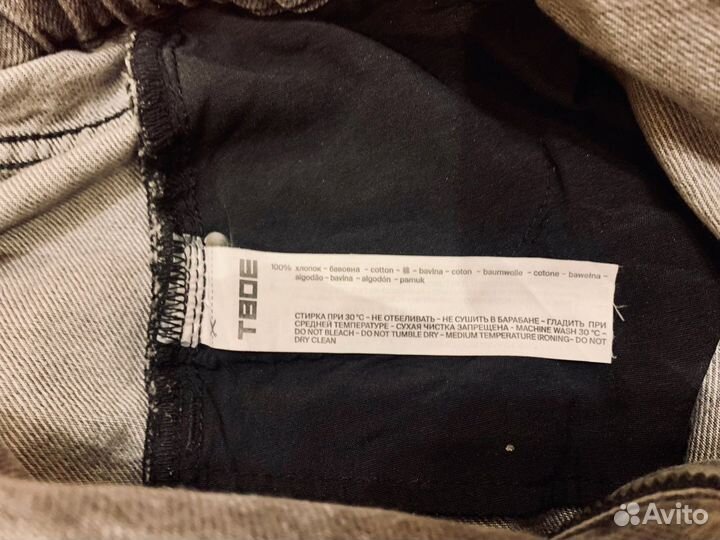 ТВОЕ
100% хлопок – бавовна – cotton – 棉 – bavlna – coton – baumwolle – cotone – bawełna –
algodão – bavina – algodón – pamuk
СТИРКА ПРИ 30 °C – НЕ ОТБЕЛИВАТЬ – НЕ СУШИТЬ В БАРАБАНЕ – ГЛАДИТЬ ПРИ
СРЕДНЕЙ ТЕМПЕРАТУРЕ – СУХАЯ ЧИСТКА ЗАПРЕЩЕНА – MACHINE WASH 30 °C –
DO NOT BLEACH – DO NOT TUMBLE DRY – MEDIUM TEMPERATURE IRONING– DO NOT
DRY CLEAN
Avito